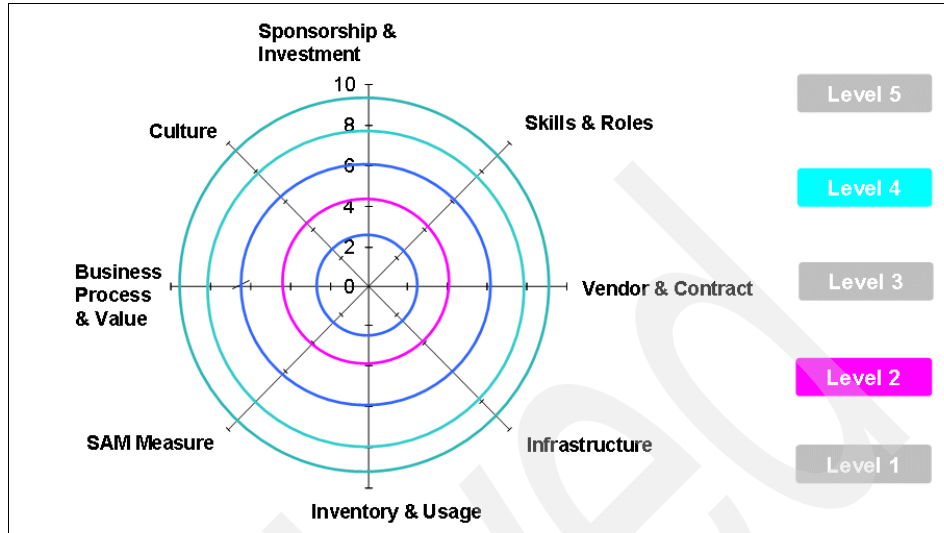 Sponsorship &
Investment
10
8
6
4
2
0
Culture
Skills & Roles
Business
Process
& Value
Vendor & Contract
SAM Measure
Infrastructure
Inventory & Usage
Level 5
Level 4
Level 3
Level 2
Level 1